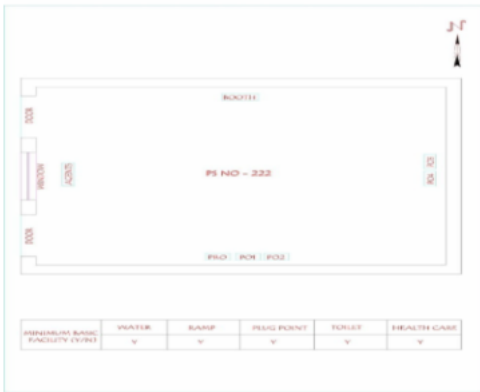 N
BOOTH
DOOR
WINDOW
AGENTS
PS NO - 222
PO4 PO3
DOOR
PRO PO1 PO2
MINIMUM BASIC FACILITY (Y/N) WATER RAMP PLUG POINT TOILET HEALTH CARE
Y Y Y Y Y